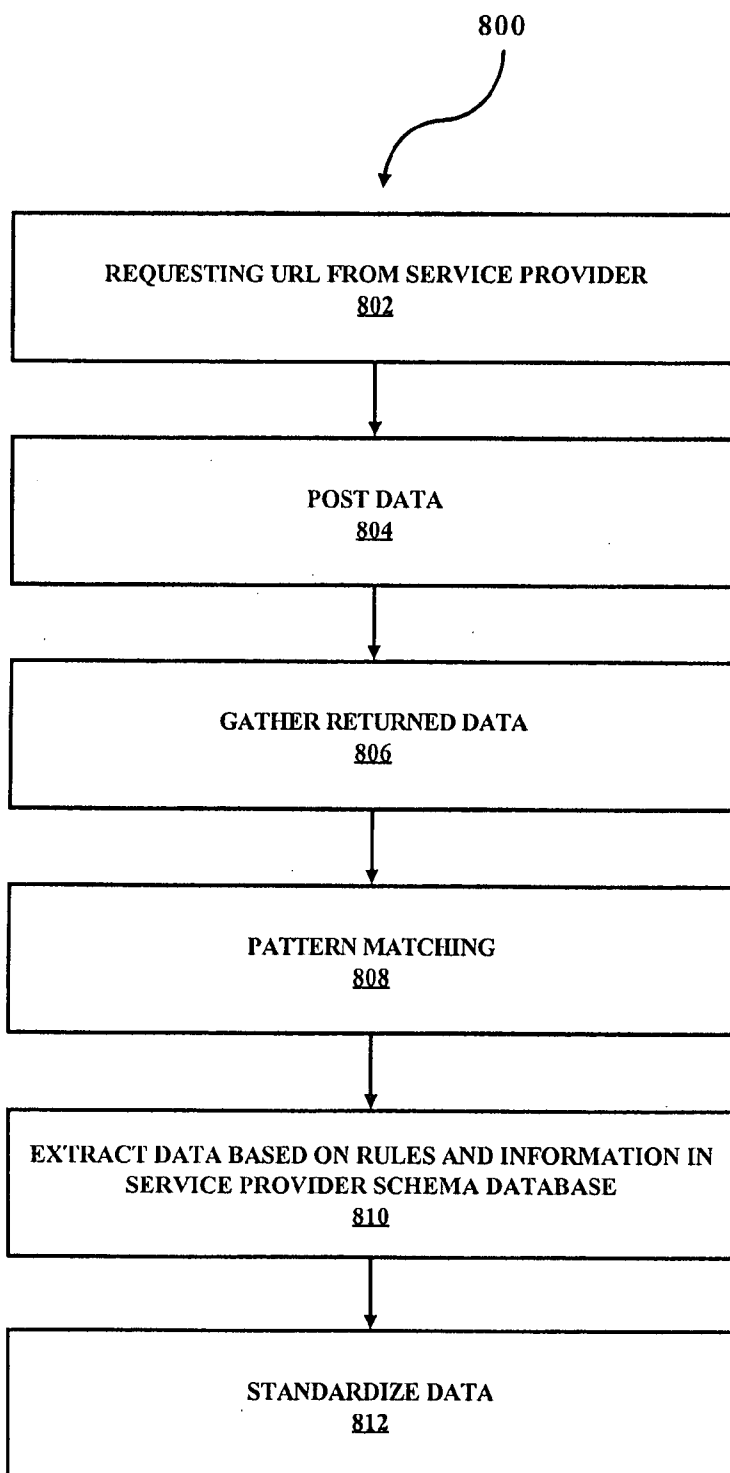 800
REQUESTING URL FROM SERVICE PROVIDER
802
POST DATA
804
GATHER RETURNED DATA
806
PATTERN MATCHING
808
EXTRACT DATA BASED ON RULES AND INFORMATION IN
SERVICE PROVIDER SCHEMA DATABASE
810
STANDARDIZE DATA
812